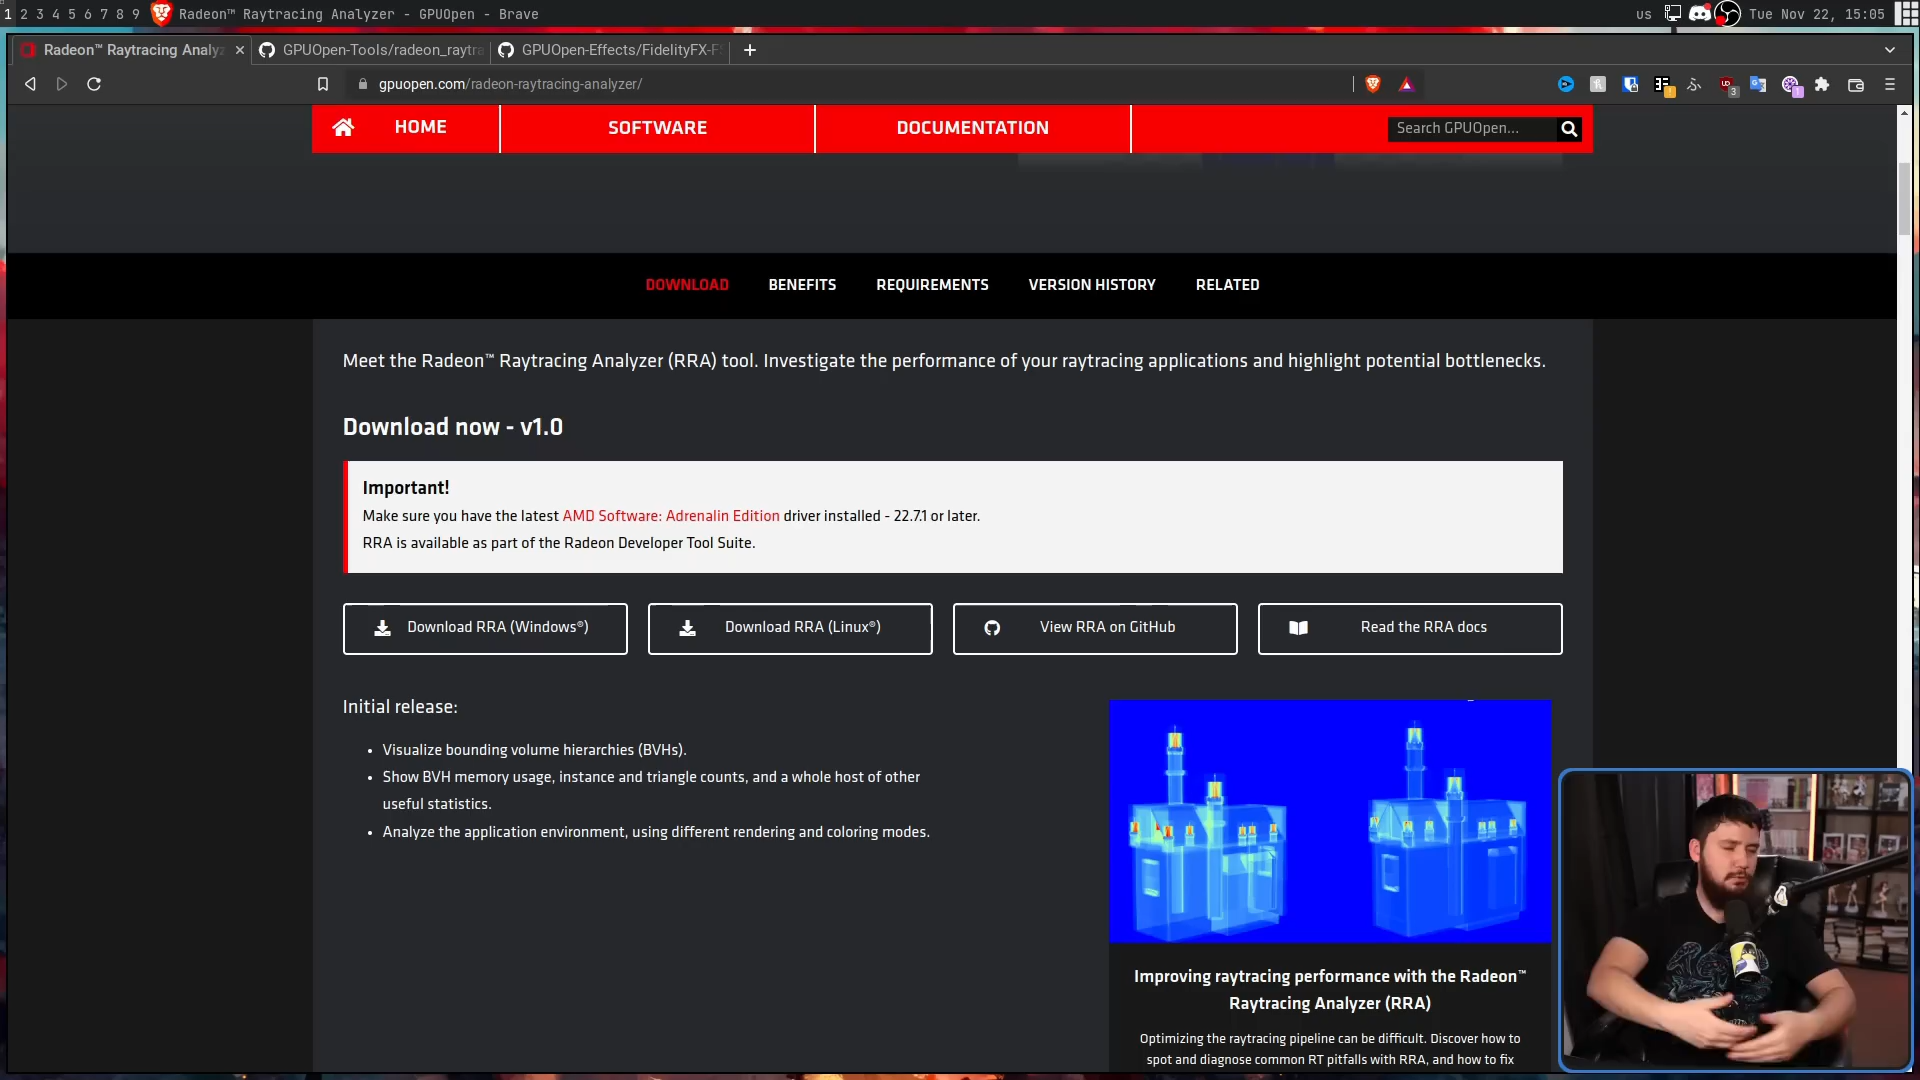 1 2 3 4 5 6 7 8 9 Radeon™ Raytracing Analyzer - GPUOpen - Brave us Tue Nov 22, 15:05
Radeon™ Raytracing Analyz GPUOpen-Tools/radeon_raytra GPUOpen-Effects/FidelityFX-FS
gpuopen.com/radeon-raytracing-analyzer/
HOME SOFTWARE DOCUMENTATION Search GPUOpen...
DOWNLOAD BENEFITS REQUIREMENTS VERSION HISTORY RELATED
Meet the Radeon™ Raytracing Analyzer (RRA) tool. Investigate the performance of your raytracing applications and highlight potential bottlenecks.
Download now - v1.0
Important!
Make sure you have the latest AMD Software: Adrenalin Edition driver installed - 22.7.1 or later.
RRA is available as part of the Radeon Developer Tool Suite.
Download RRA (Windows®) Download RRA (Linux®) View RRA on GitHub Read the RRA docs
Initial release:
• Visualize bounding volume hierarchies (BVHs).
• Show BVH memory usage, instance and triangle counts, and a whole host of other
useful statistics.
• Analyze the application environment, using different rendering and coloring modes.
Improving raytracing performance with the Radeon™
Raytracing Analyzer (RRA)
Optimizing the raytracing pipeline can be difficult. Discover how to
spot and diagnose common RT pitfalls with RRA, and how to fix